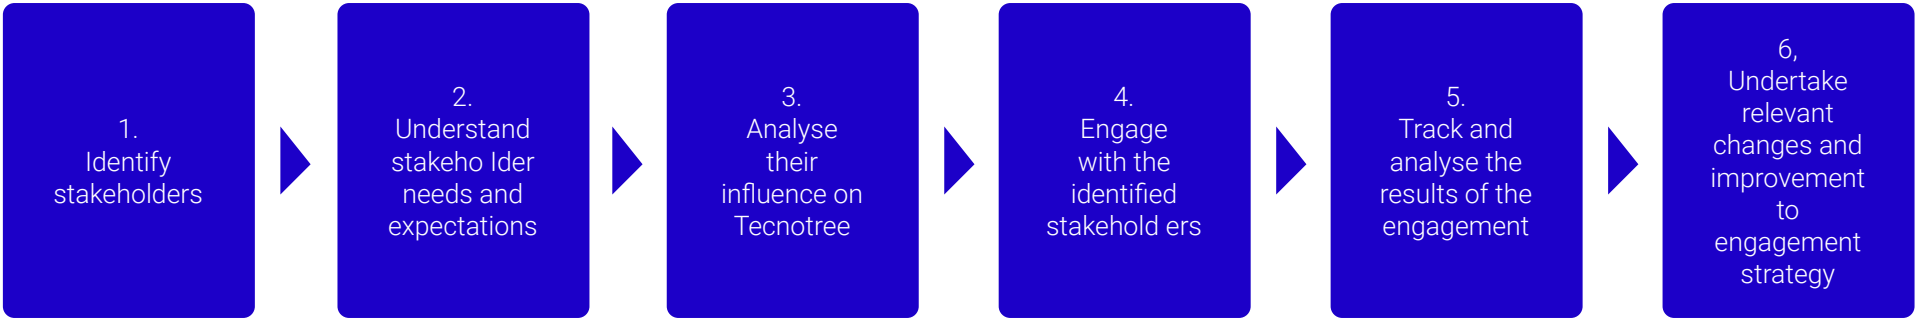 1.
Identify
stakeholders
2.
Understand
stakeho lder
needs and
expectations
3.
Analyse
their
influence on
Tecnotree
4.
Engage
with the
identified
stakehold ers
5.
Track and
analyse the
results of the
engagement
6,
Undertake
relevant
changes and
improvement
to
engagement
strategy